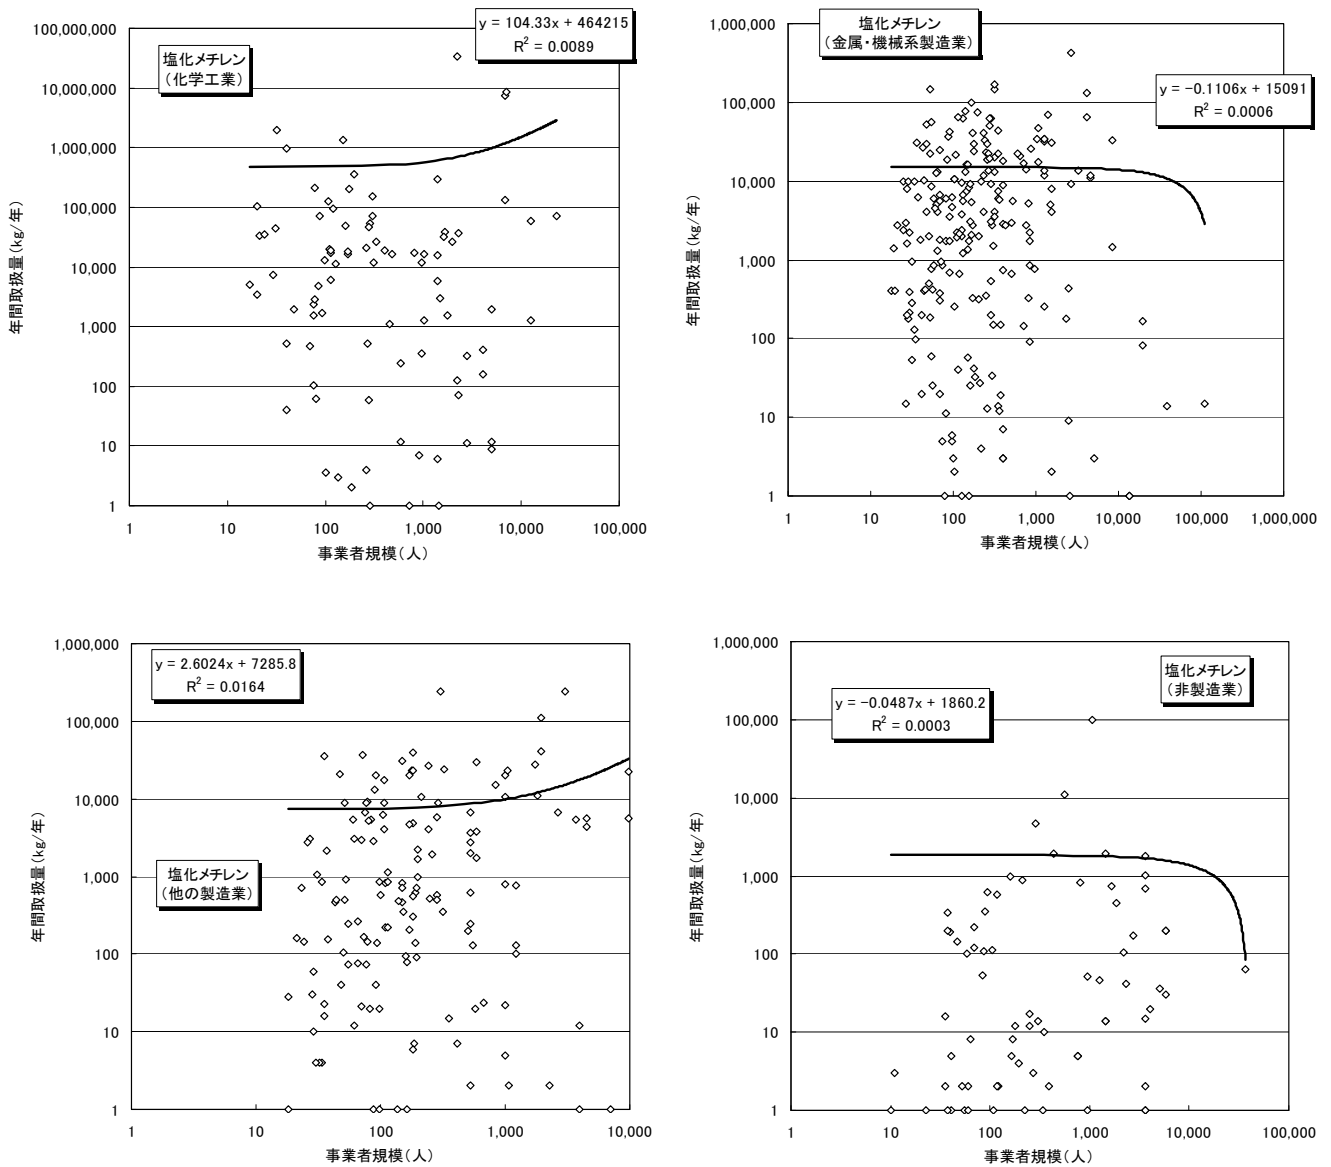 y = 104.33x + 464215
R² = 0.0089
塩化メチレン
（化学工業）
100,000,000
10,000,000
1,000,000
100,000
10,000
1,000
100
10
1
年間取扱量(kg/年)
1 10 100 1,000 10,000 100,000
事業者規模(人)
塩化メチレン
（金属・機械系製造業）
y = −0.1106x + 15091
R² = 0.0006
1,000,000
100,000
10,000
1,000
100
10
1
年間取扱量(kg/年)
1 10 100 1,000 10,000 100,000 1,000,000
事業者規模(人)
y = 2.6024x + 7285.8
R² = 0.0164
塩化メチレン
（他の製造業）
1,000,000
100,000
10,000
1,000
100
10
1
年間取扱量(kg/年)
1 10 100 1,000 10,000
事業者規模(人)
塩化メチレン
（非製造業）
y = −0.0487x + 1860.2
R² = 0.0003
1,000,000
100,000
10,000
1,000
100
10
1
年間取扱量(kg/年)
1 10 100 1,000 10,000 100,000
事業者規模(人)